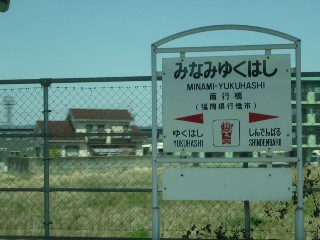 みなみゆくはし
MINAMI-YUKUHASHI
南行橋
(福岡県行橋市)
ゆくはし しんでんばる
YUKUHASHI SHINDENBARU